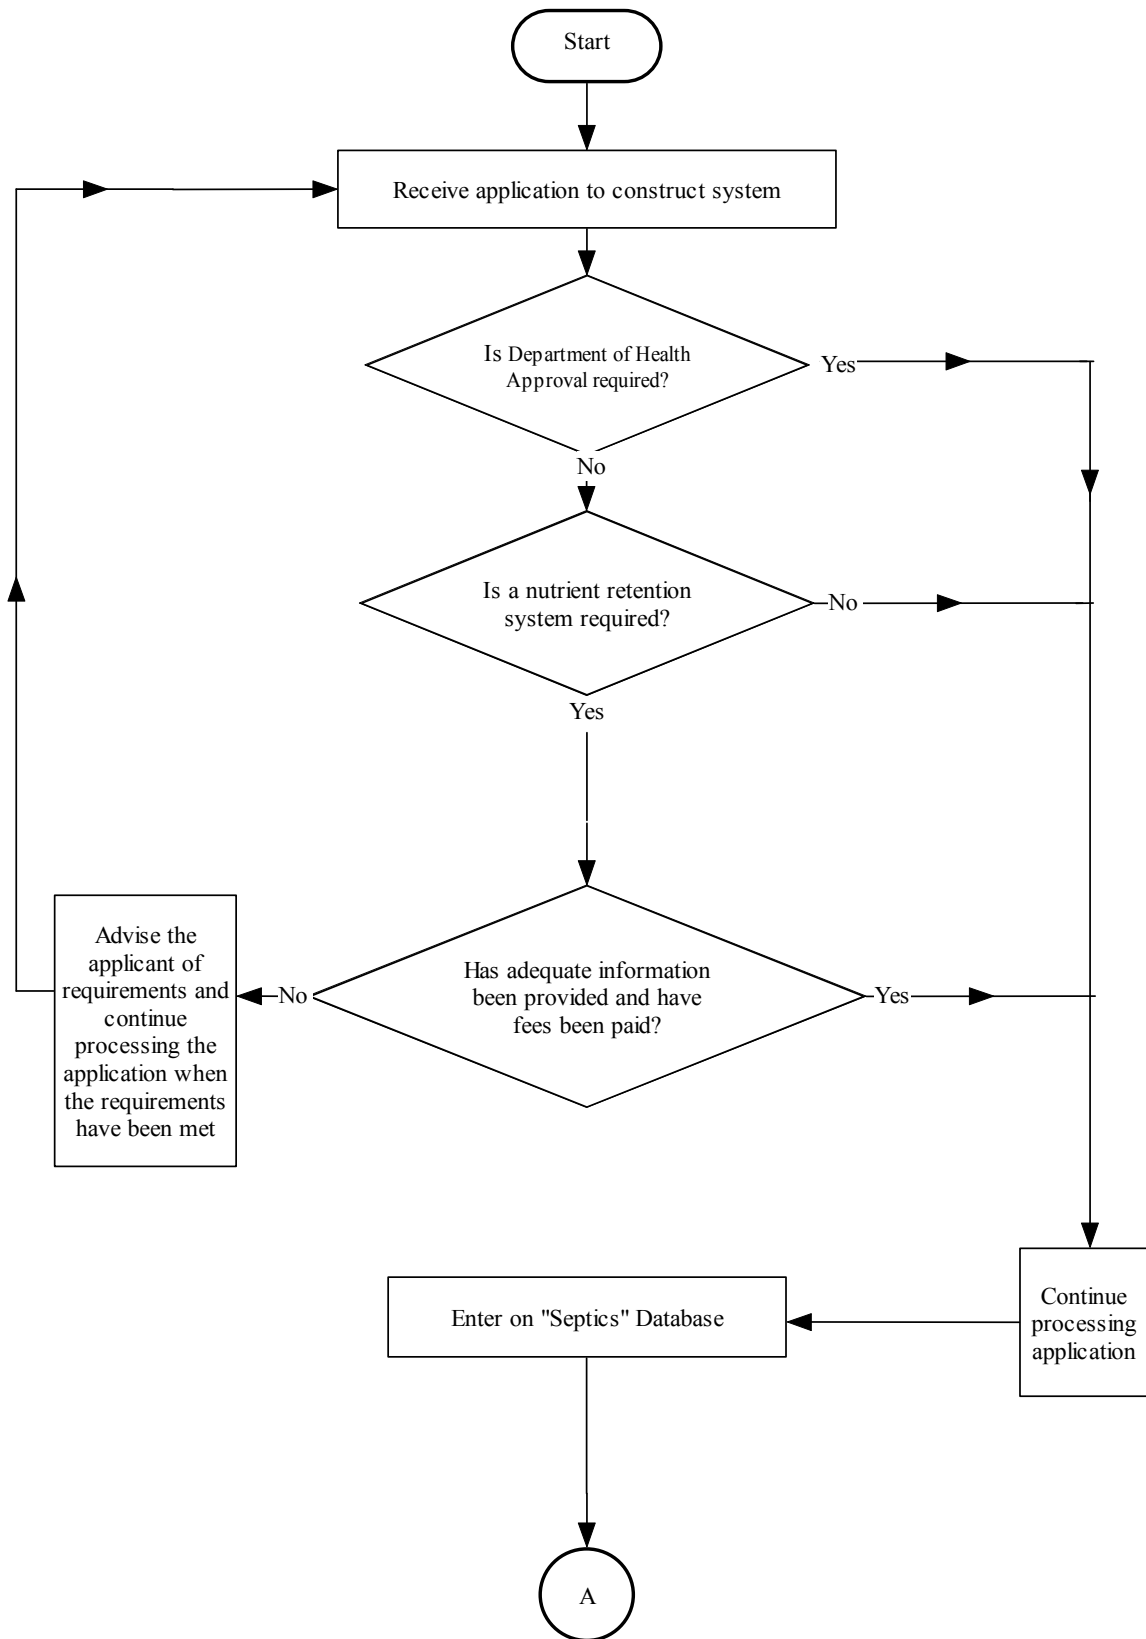 Start
Receive application to construct system
Is Department of Health
Approval required?
Yes
No
Is a nutrient retention
system required?
No
Yes
Advise the
applicant of
requirements and
continue
processing the
application when
the requirements
have been met
No
Has adequate information
been provided and have
fees been paid?
Yes
Enter on "Septics" Database
Continue
processing
application
A